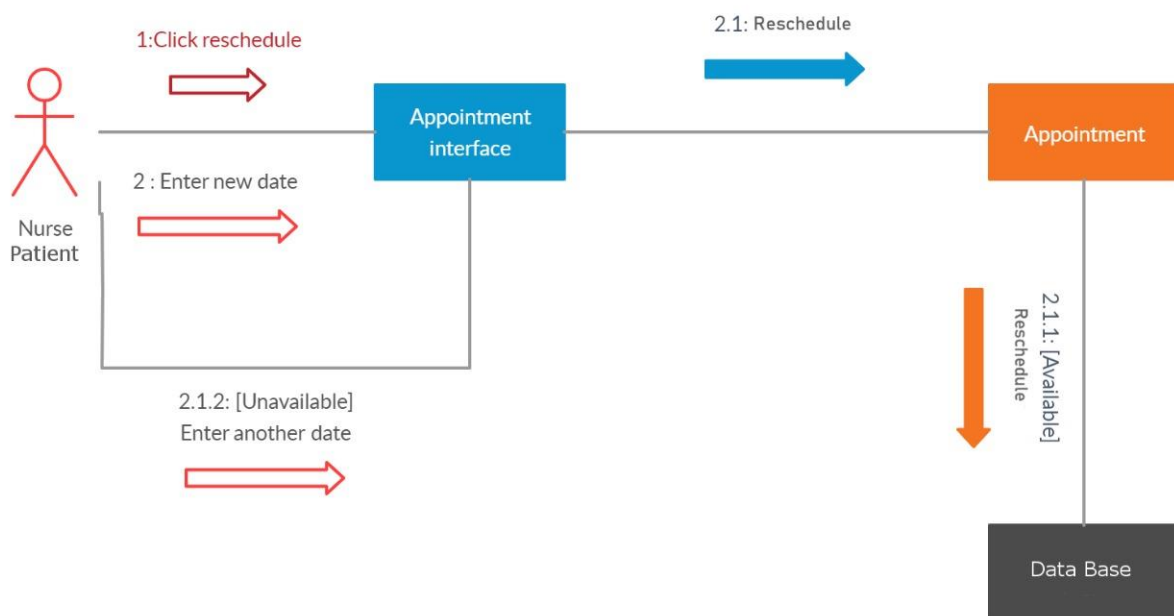 1:Click reschedule
2.1: Reschedule
Appointment
interface
Appointment
2 : Enter new date
Nurse
Patient
2.1.1: [Available]
Reschedule
2.1.2: [Unavailable]
Enter another date
Data Base